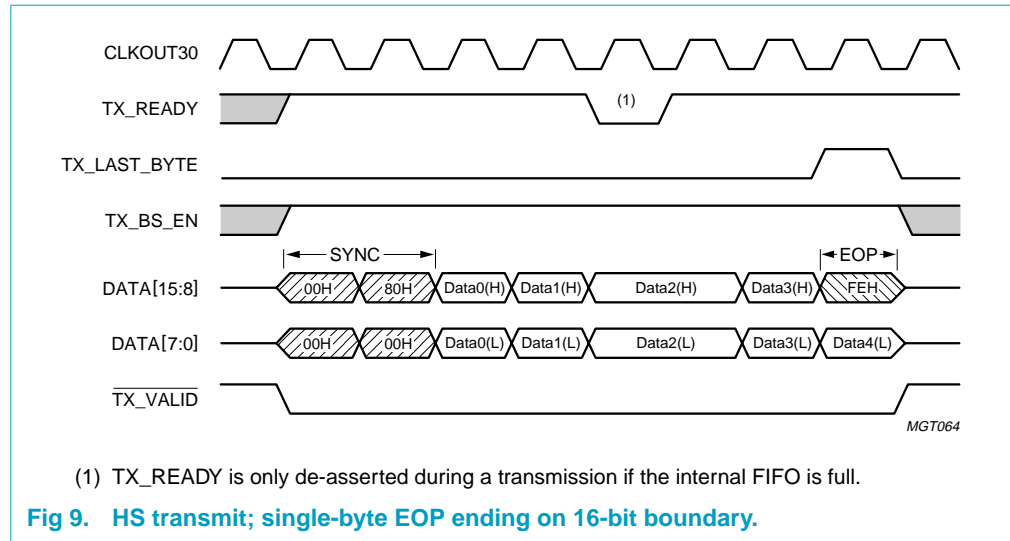 CLKOUT30
TX_READY
(1)
TX_LAST_BYTE
TX_BS_EN
SYNC EOP
DATA[15:8] 00H 80H Data0(H) Data1(H) Data2(H) Data3(H) FEH
DATA[7:0] 00H 00H Data0(L) Data1(L) Data2(L) Data3(L) Data4(L)
TX_VALID
MGT064
(1) TX_READY is only de-asserted during a transmission if the internal FIFO is full.
Fig 9. HS transmit; single-byte EOP ending on 16-bit boundary.